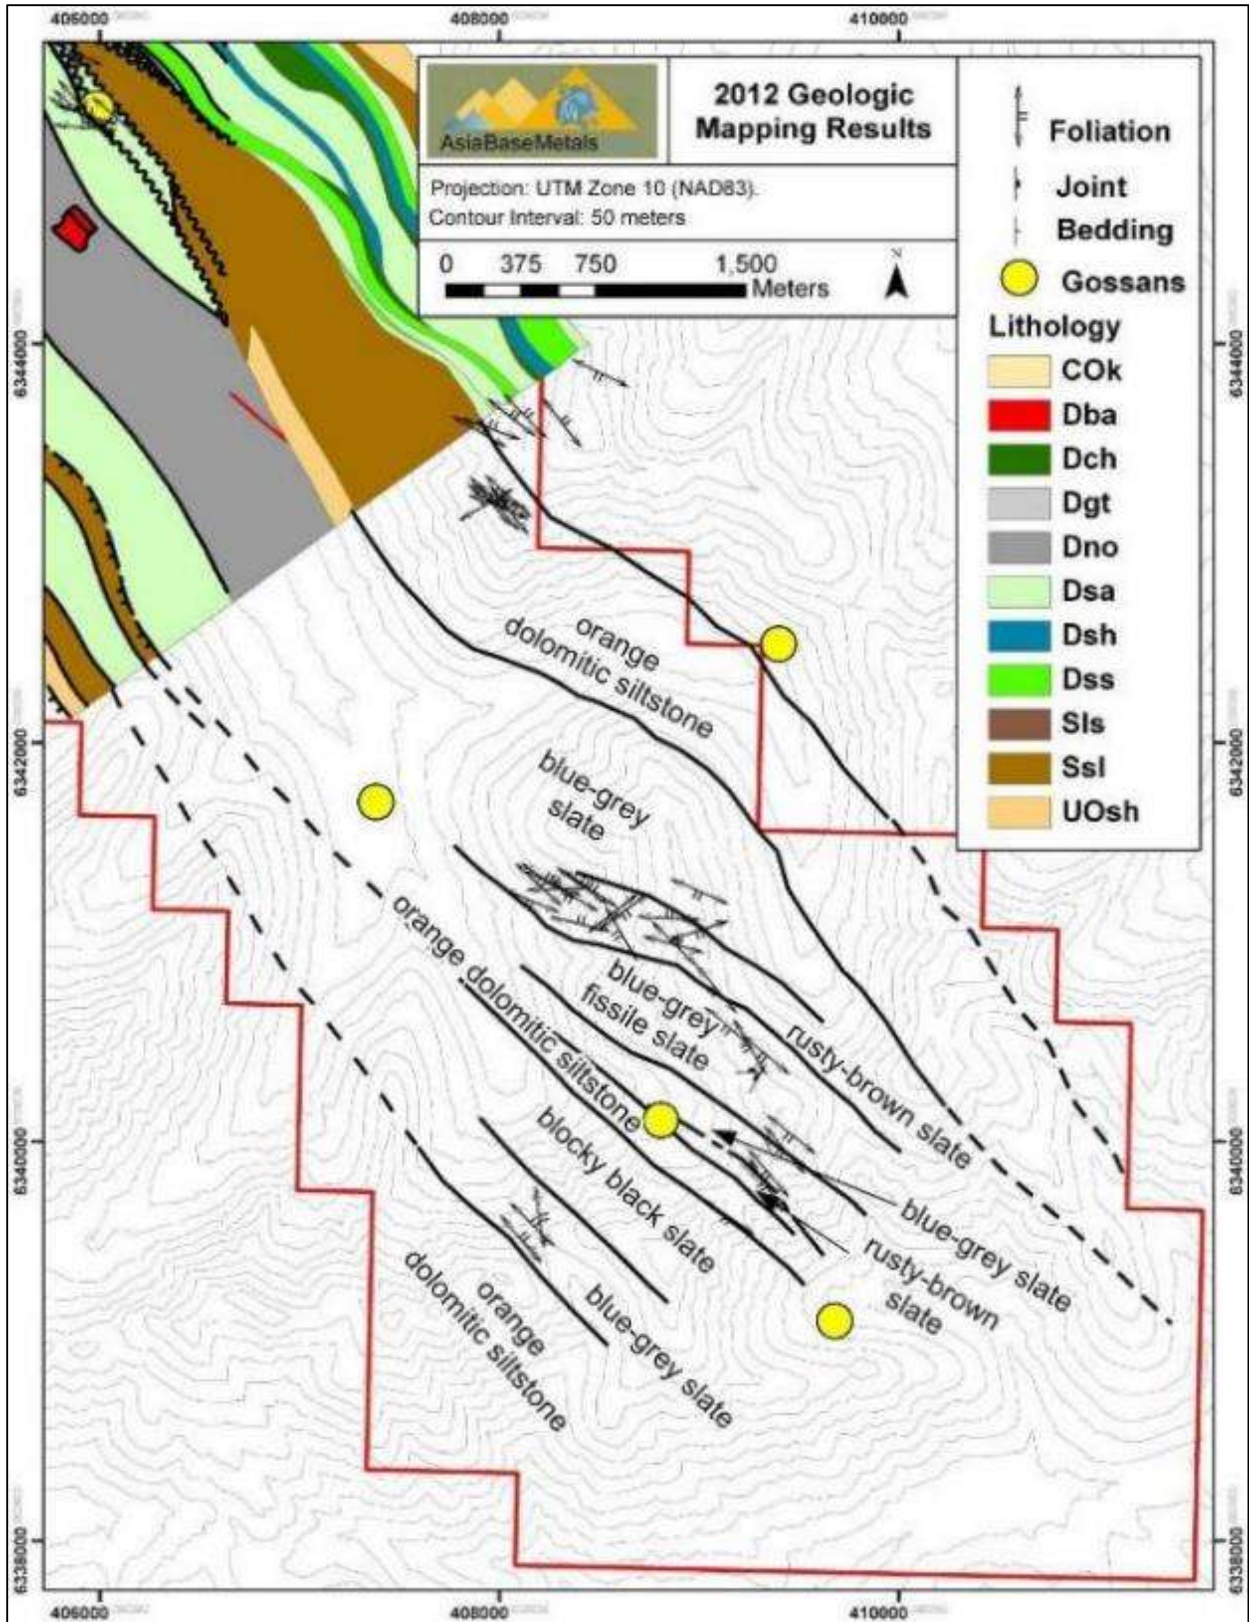 406000
408000
410000
AsiaBaseMetals
2012 Geologic
Mapping Results
Projection: UTM Zone 10 (NAD83).
Contour Interval: 50 meters
0 375 750 1,500
Meters
N
Foliation
Joint
Bedding
Gossans
Lithology
COk
Dba
Dch
Dgt
Dno
Dsa
Dsh
Dss
Sls
Ssl
UOsh
6344000
6344000
6342000
6342000
6340000
6340000
6338000
6338000
orange
dolomitic siltstone
blue-grey
slate
orange dolomitic siltstone
blue-grey
fissile slate
rusty-brown slate
blocky black slate
blue-grey slate
rusty-brown
slate
orange
dolomitic siltstone
blue-grey slate
406000
408000
410000